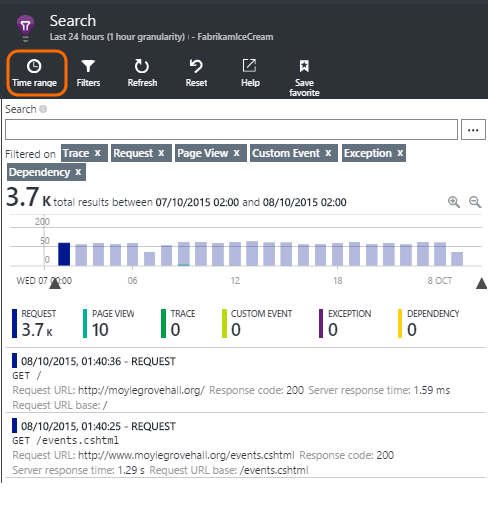 Search
Last 24 hours (1 hour granularity) - FabrikamIceCream
Time range Filters Refresh Reset Help Save favorite
Search
...
Filtered on Trace x Request x Page View x Custom Event x Exception x
Dependency x
3.7 K total results between 07/10/2015 02:00 and 08/10/2015 02:00
200
50
0
WED 07 00:00 06 12 18 8 OCT
REQUEST PAGE VIEW TRACE CUSTOM EVENT EXCEPTION DEPENDENCY
3.7 K 10 0 0 0 0
08/10/2015, 01:40:36 - REQUEST
GET /
Request URL: http://moylegrovehall.org/ Response code: 200 Server response time: 1.59 ms
Request URL base: /
08/10/2015, 01:40:25 - REQUEST
GET /events.cshtml
Request URL: http://www.moylegrovehall.org/events.cshtml Response code: 200
Server response time: 1.29 s Request URL base: /events.cshtml